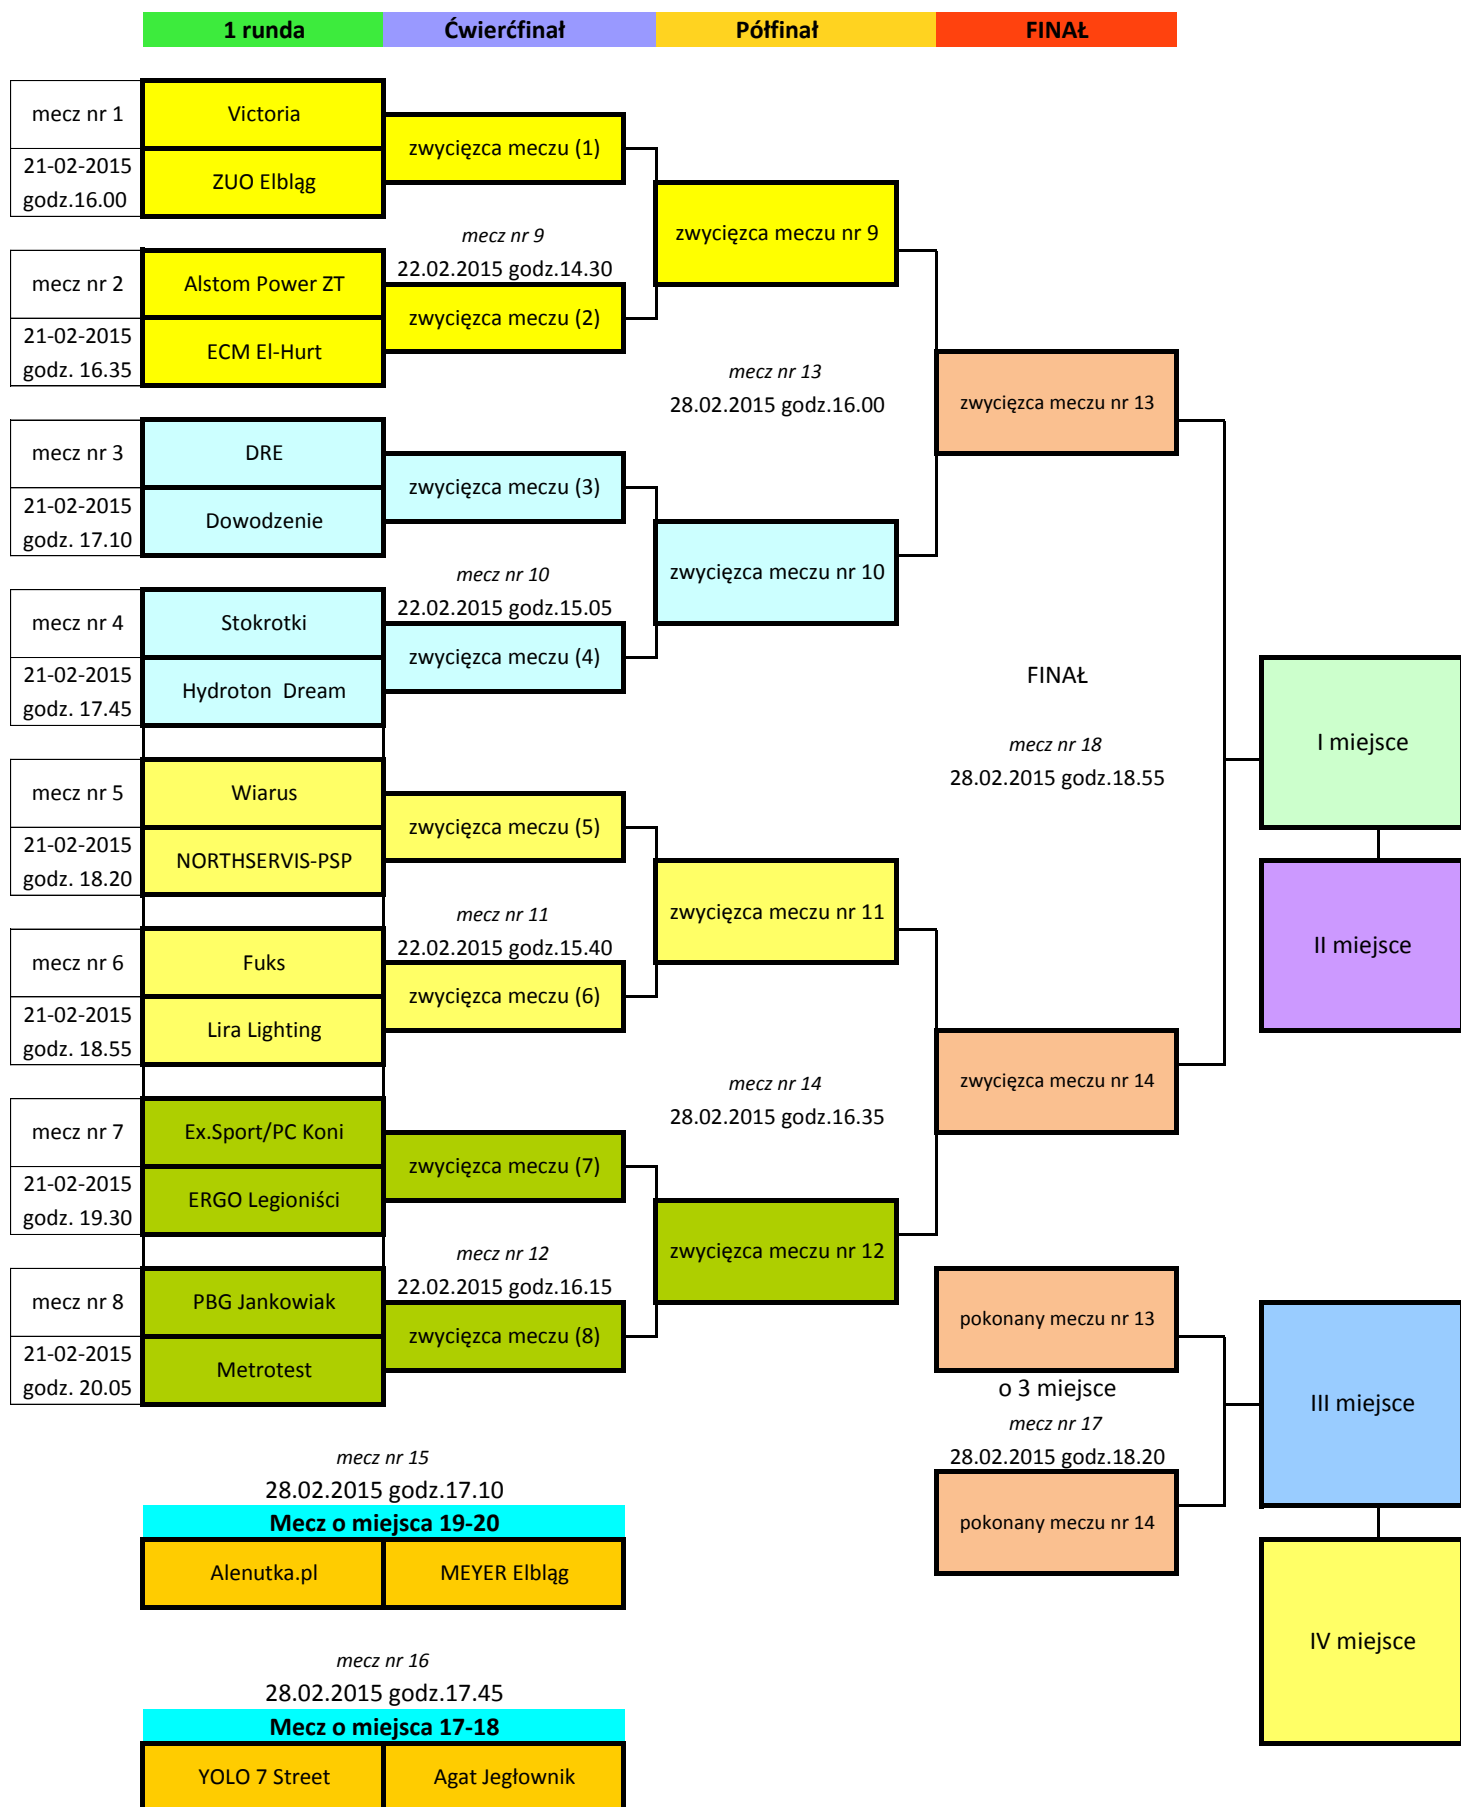 1 runda
Ćwierćfinał
Półfinał
FINAŁ
mecz nr 1
Victoria
21-02-2015
godz.16.00
ZUO Elbląg
zwycięzca meczu (1)
mecz nr 9
22.02.2015 godz.14.30
zwycięzca meczu nr 9
mecz nr 2
Alstom Power ZT
21-02-2015
godz. 16.35
ECM El-Hurt
zwycięzca meczu (2)
mecz nr 13
28.02.2015 godz.16.00
zwycięzca meczu nr 13
mecz nr 3
DRE
21-02-2015
godz. 17.10
Dowodzenie
zwycięzca meczu (3)
mecz nr 10
22.02.2015 godz.15.05
zwycięzca meczu nr 10
mecz nr 4
Stokrotki
21-02-2015
godz. 17.45
Hydroton  Dream
zwycięzca meczu (4)
FINAŁ
mecz nr 18
28.02.2015 godz.18.55
I miejsce
mecz nr 5
Wiarus
21-02-2015
godz. 18.20
NORTHSERVIS-PSP
zwycięzca meczu (5)
mecz nr 11
22.02.2015 godz.15.40
zwycięzca meczu nr 11
II miejsce
mecz nr 6
Fuks
21-02-2015
godz. 18.55
Lira Lighting
zwycięzca meczu (6)
mecz nr 14
28.02.2015 godz.16.35
zwycięzca meczu nr 14
mecz nr 7
Ex.Sport/PC Koni
21-02-2015
godz. 19.30
ERGO Legioniści
zwycięzca meczu (7)
mecz nr 12
22.02.2015 godz.16.15
zwycięzca meczu nr 12
mecz nr 8
PBG Jankowiak
21-02-2015
godz. 20.05
Metrotest
zwycięzca meczu (8)
pokonany meczu nr 13
o 3 miejsce
mecz nr 17
28.02.2015 godz.18.20
pokonany meczu nr 14
III miejsce
IV miejsce
mecz nr 15
28.02.2015 godz.17.10
Mecz o miejsca 19-20
Alenutka.pl
MEYER Elbląg
mecz nr 16
28.02.2015 godz.17.45
Mecz o miejsca 17-18
YOLO 7 Street
Agat Jegłownik